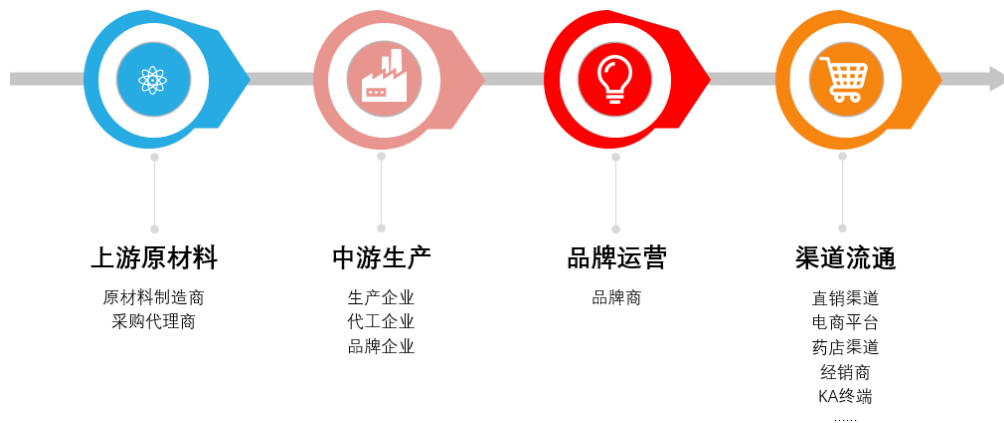 上游原材料
原材料制造商
采购代理商
中游生产
生产企业
代工企业
品牌企业
品牌运营
品牌商
渠道流通
直销渠道
电商平台
药店渠道
经销商
KA终端
......